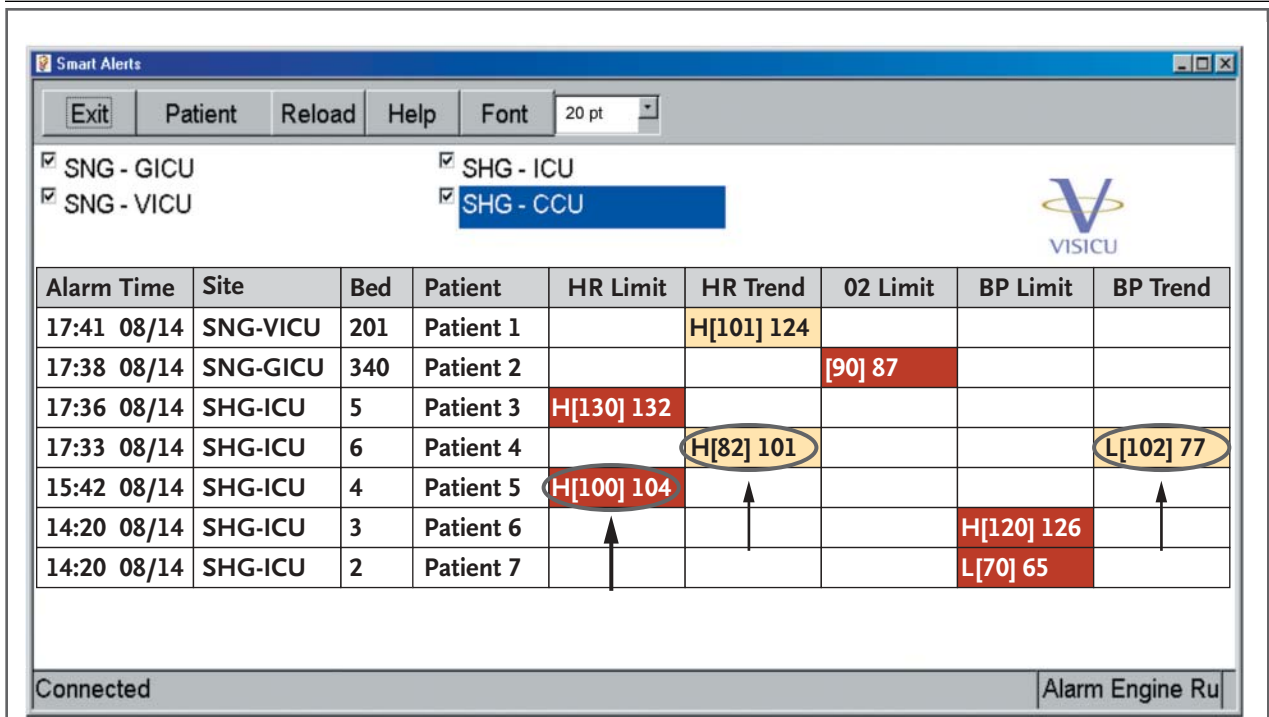 Smart Alerts
Exit Patient Reload Help Font 20 pt
SNG - GICU SHG - ICU
SNG - VICU SHG - CCU
VISICU
Alarm Time Site Bed Patient HR Limit HR Trend 02 Limit BP Limit BP Trend
17:41 08/14 SNG-VICU 201 Patient 1 H[101] 124
17:38 08/14 SNG-GICU 340 Patient 2 [90] 87
17:36 08/14 SHG-ICU 5 Patient 3 H[130] 132
17:33 08/14 SHG-ICU 6 Patient 4 H[82] 101 L[102] 77
15:42 08/14 SHG-ICU 4 Patient 5 H[100] 104
14:20 08/14 SHG-ICU 3 Patient 6 H[120] 126
14:20 08/14 SHG-ICU 2 Patient 7 L[70] 65
Connected Alarm Engine Ru